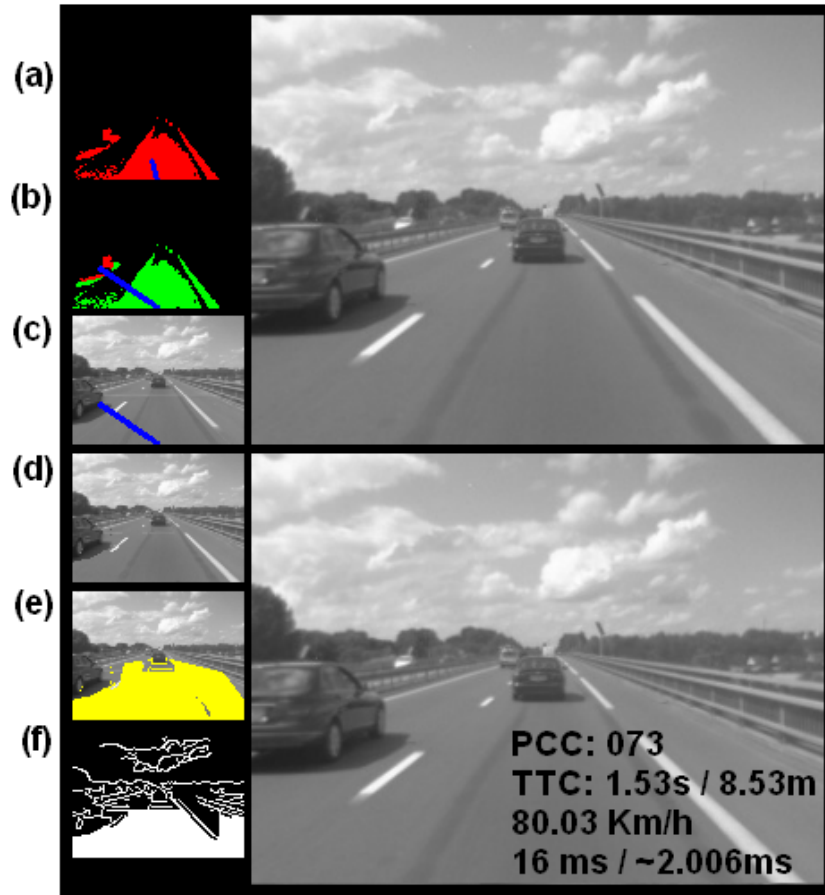 (a)
(b)
(c)
(d)
(e)
(f)
PCC: 073
TTC: 1.53s / 8.53m
80.03 Km/h
16 ms / ~2.006ms